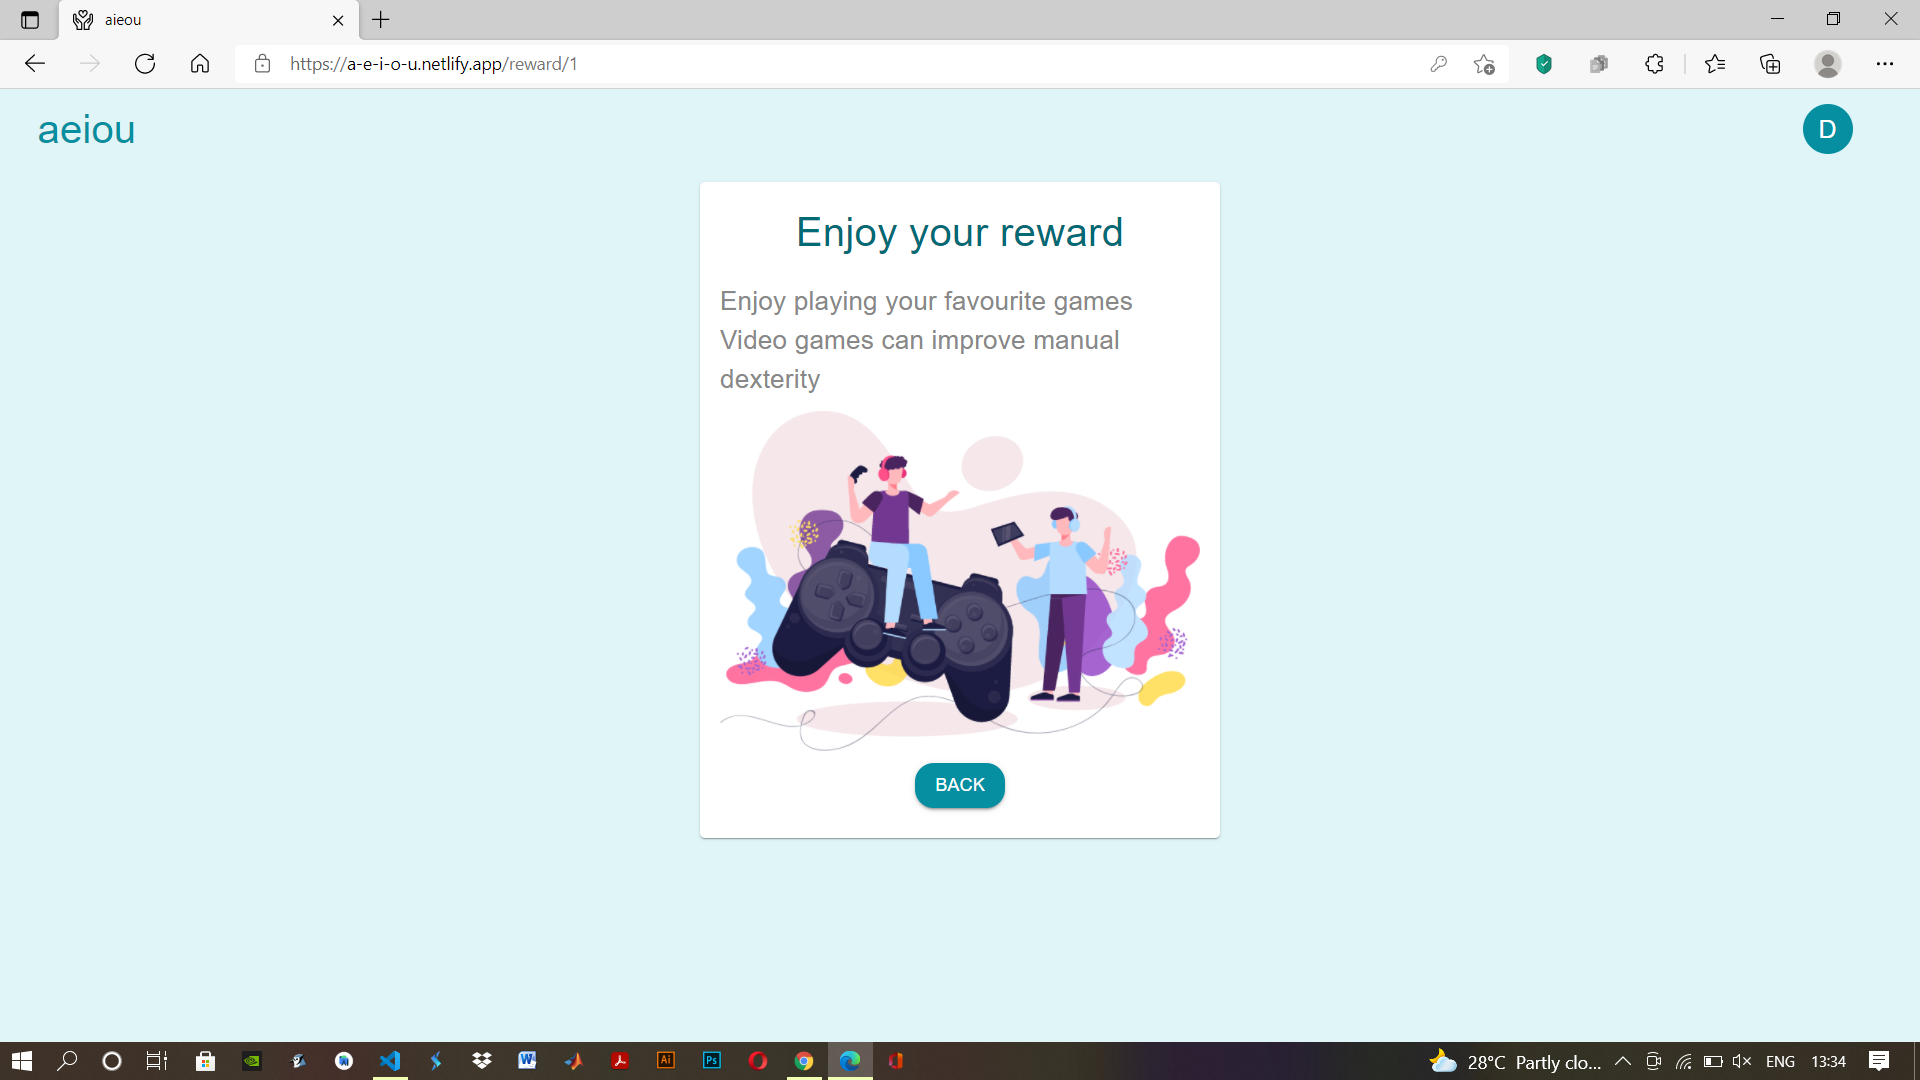 aieou
https://a-e-i-o-u.netlify.app/reward/1
aeiou
D
Enjoy your reward
Enjoy playing your favourite games
Video games can improve manual
dexterity
BACK
28°C Partly clo... ENG 13:34